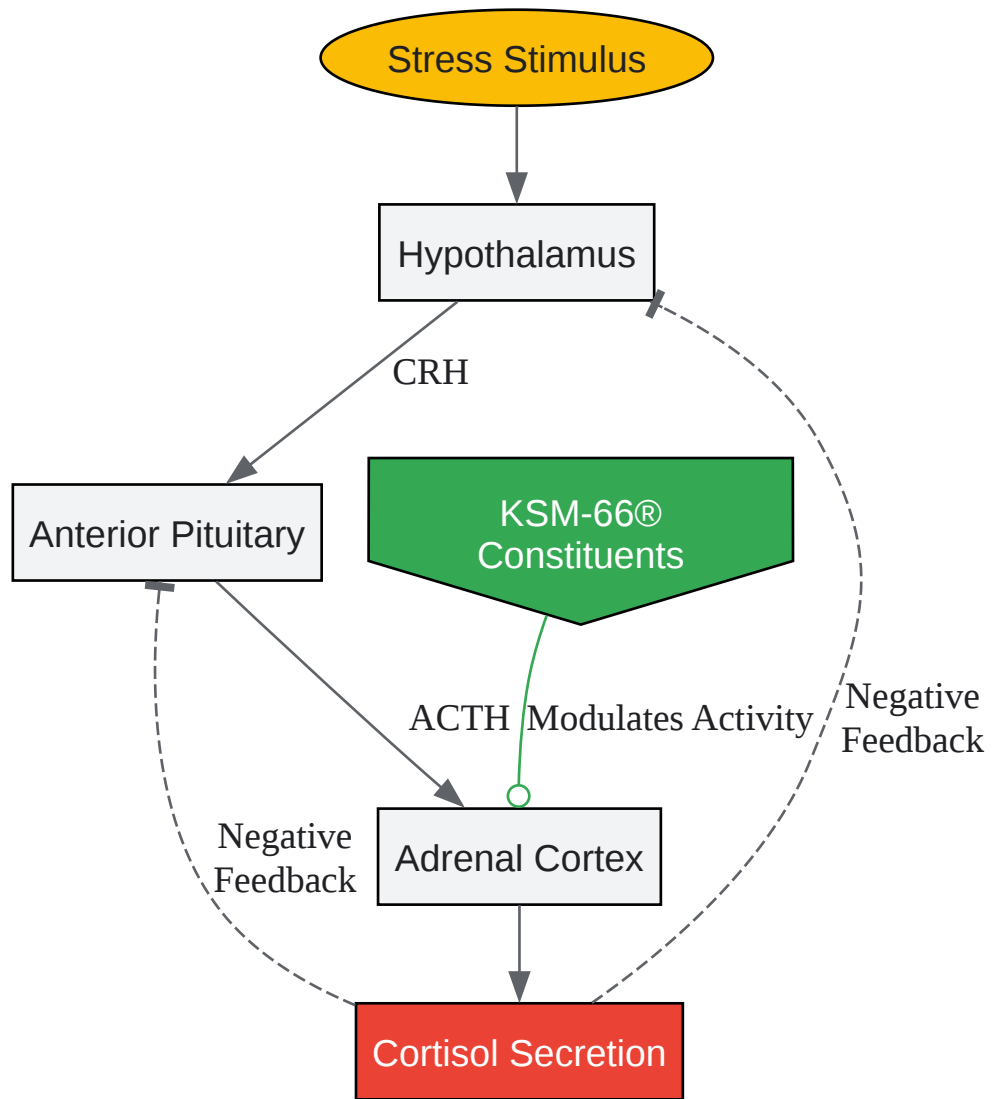 Stress Stimulus
Hypothalamus
CRH
Anterior Pituitary
KSM-66®
Constituents
ACTH
Modulates Activity
Negative
Feedback
Negative
Feedback
Adrenal Cortex
Cortisol Secretion